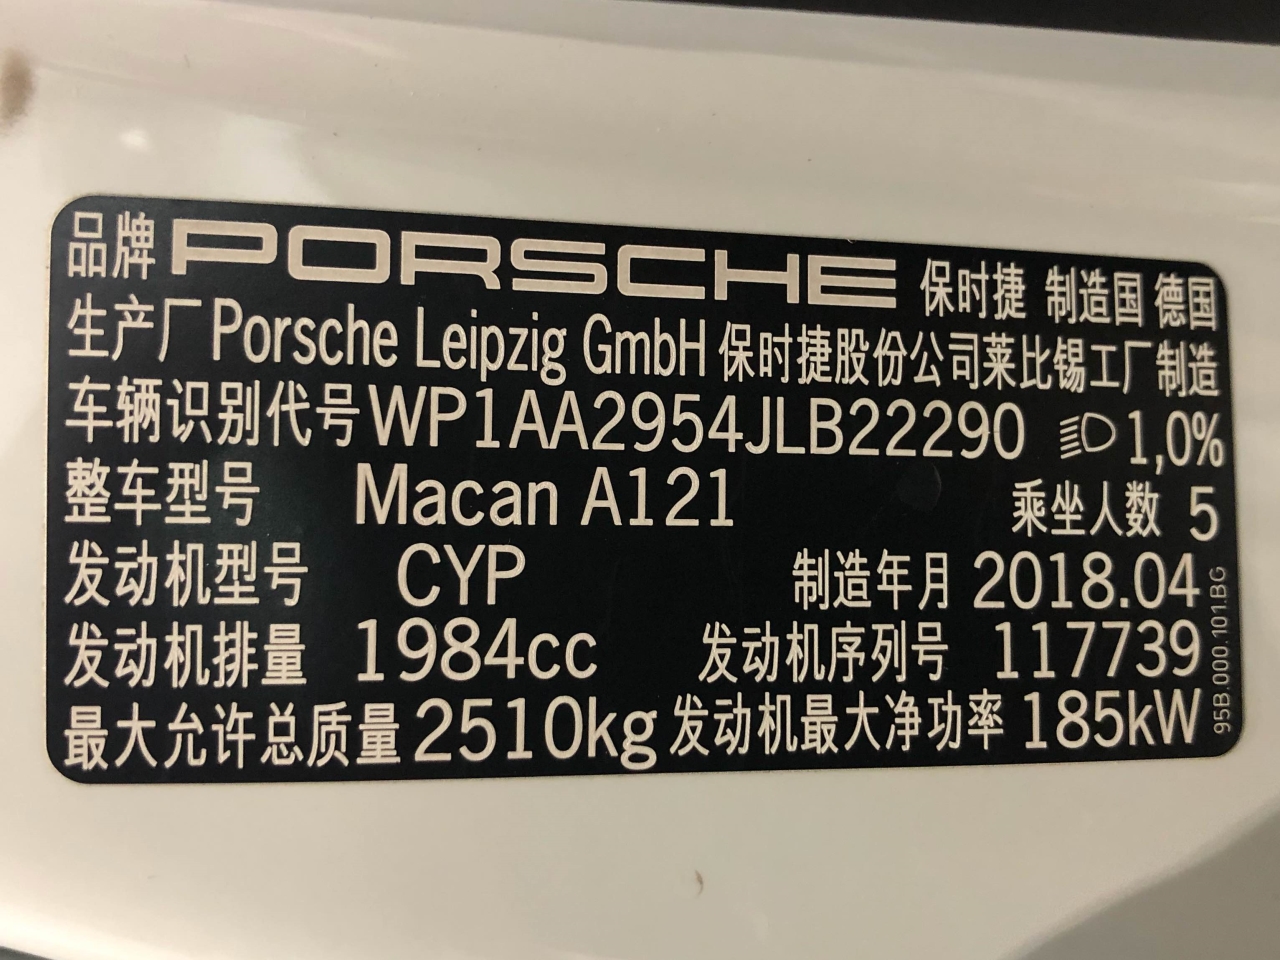 品牌 PORSCHE 保时捷 制造国 德国
生产厂 Porsche Leipzig GmbH 保时捷股份公司莱比锡工厂制造
车辆识别代号 WP1AA2954JLB22290 1,0%
整车型号 Macan A121 乘坐人数 5
发动机型号 CYP 制造年月 2018.04
发动机排量 1984cc 发动机序列号 117739
最大允许总质量 2510kg 发动机最大净功率 185kW
95B.000.101.BG